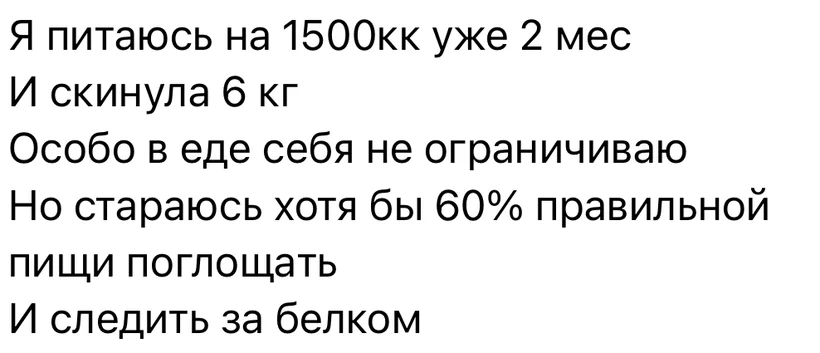 Я питаюсь на 1500кк уже 2 мес
И скинула 6 кг
Особо в еде себя не ограничиваю
Но стараюсь хотя бы 60% правильной
пищи поглощать
И следить за белком